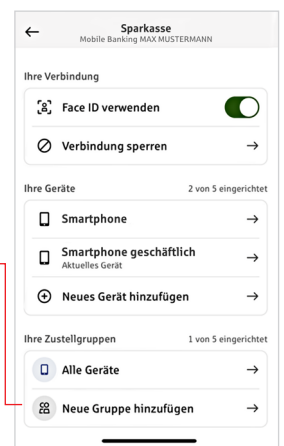 Sparkasse
Mobile Banking MAX MUSTERMANN
Ihre Verbindung
Face ID verwenden
Verbindung sperren
Ihre Geräte 2 von 5 eingerichtet
Smartphone
Smartphone geschäftlich
Aktuelles Gerät
Neues Gerät hinzufügen
Ihre Zustellgruppen 1 von 5 eingerichtet
Alle Geräte
Neue Gruppe hinzufügen